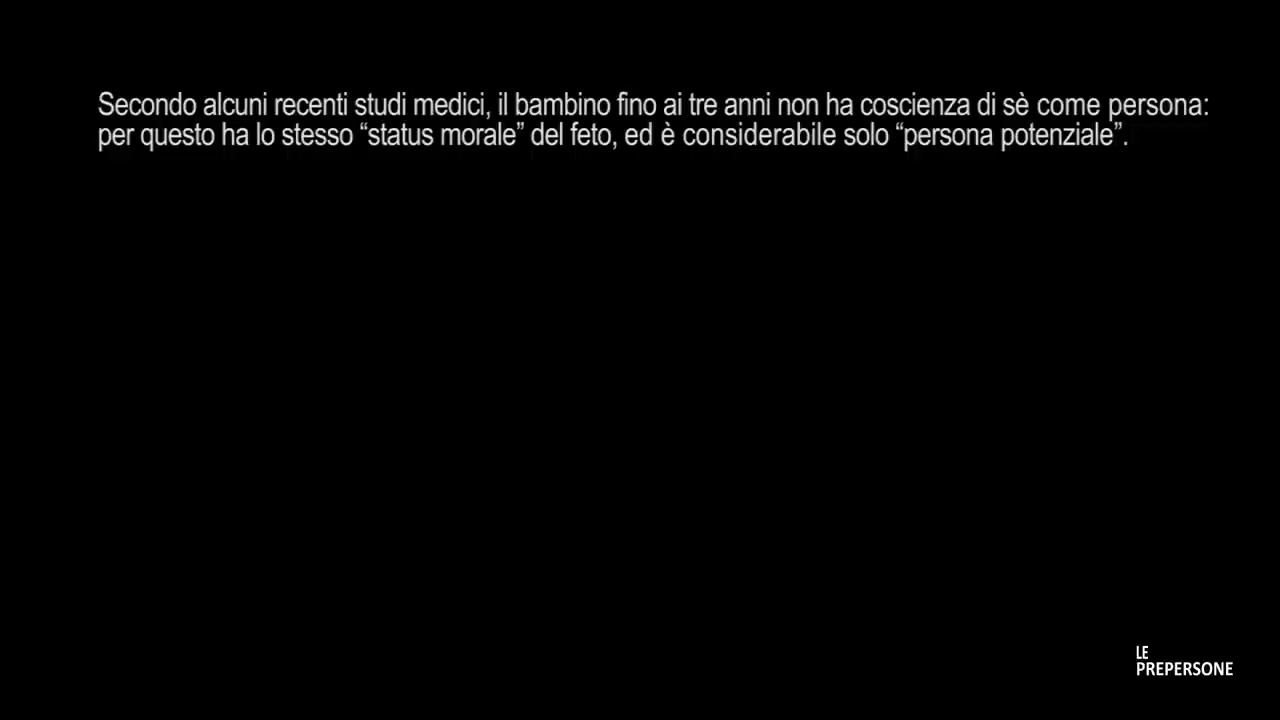 Secondo alcuni recenti studi medici, il bambino fino ai tre anni non ha coscienza di sè come persona:
per questo ha lo stesso “status morale” del feto, ed è considerabile solo “persona potenziale”.
LE
PREPERSONE